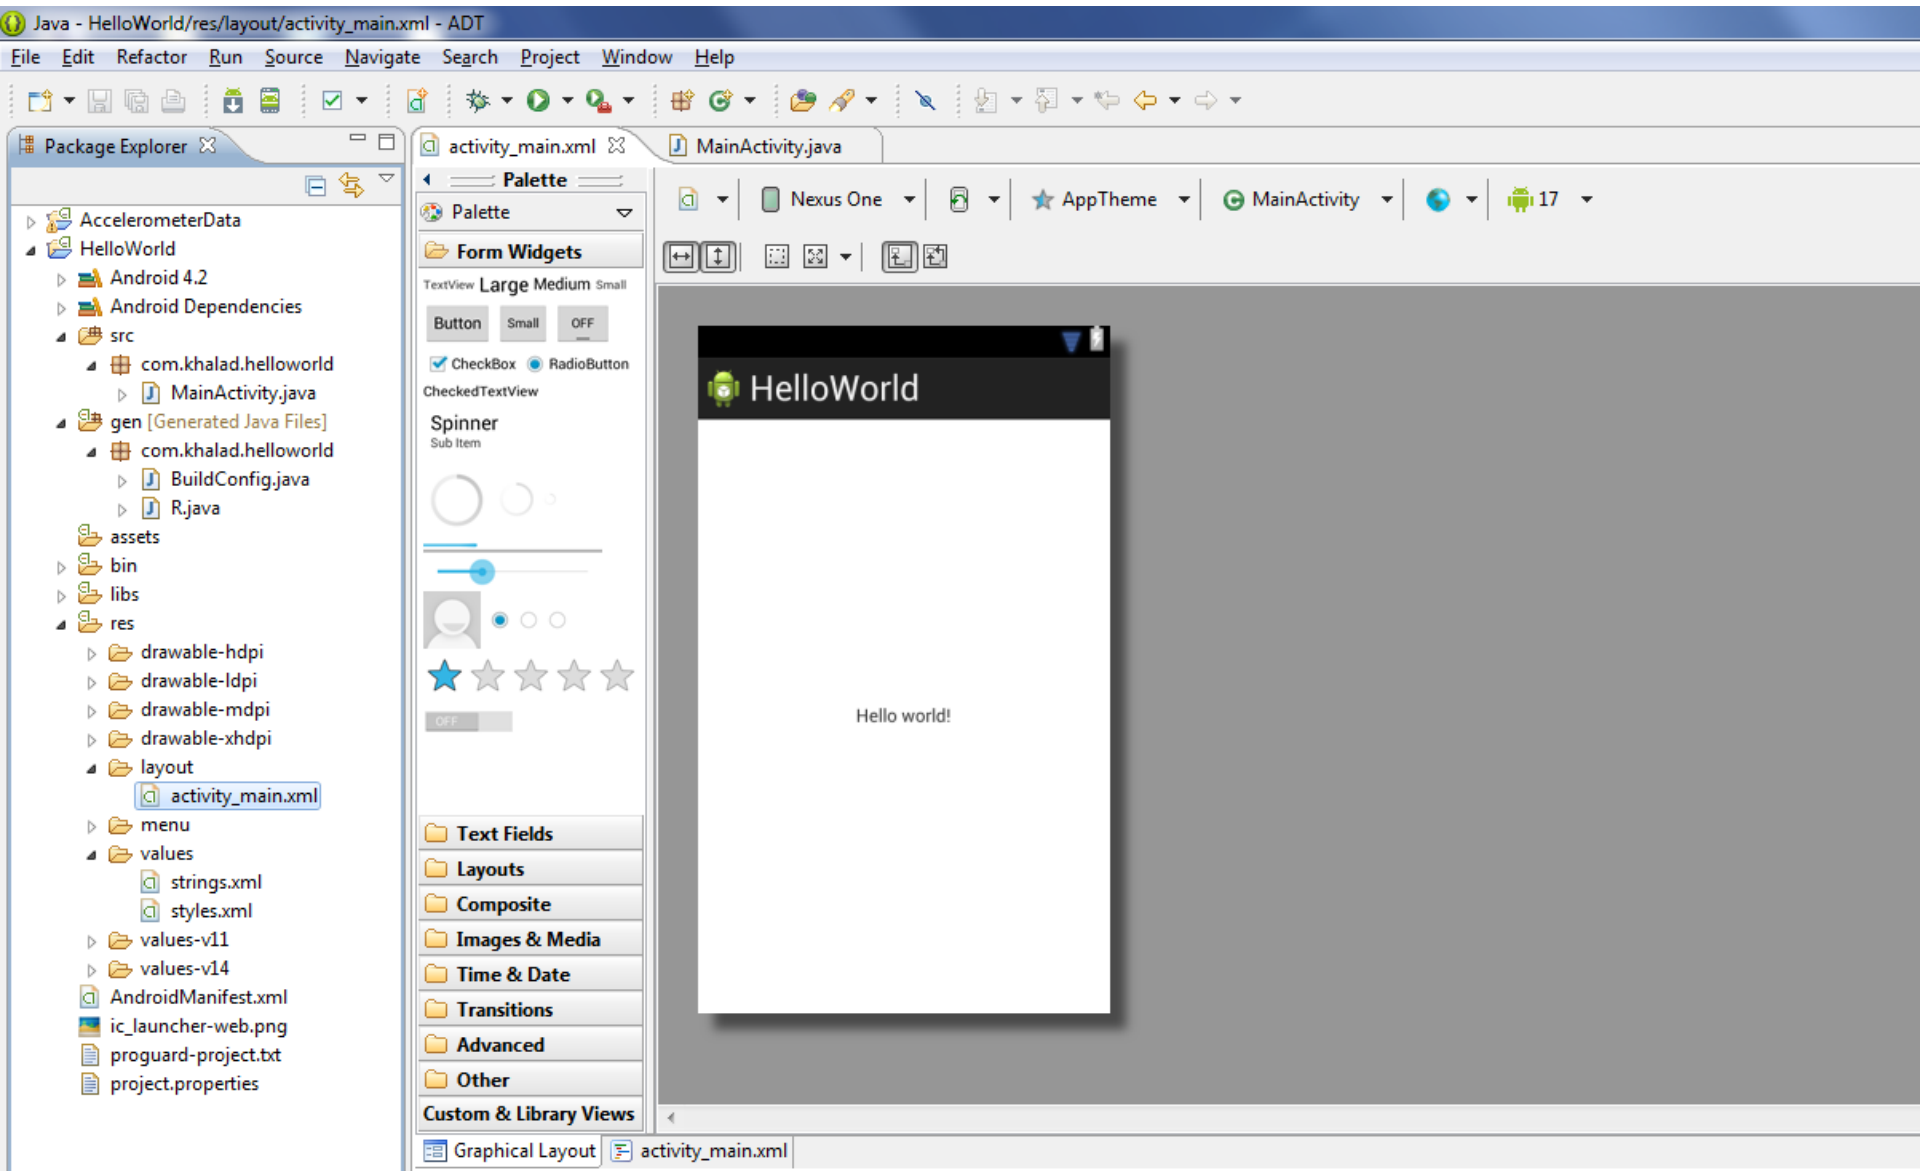 Java - HelloWorld/res/layout/activity_main.xml - ADT
File Edit Refactor Run Source Navigate Search Project Window Help
Package Explorer
AccelerometerData
HelloWorld
Android 4.2
Android Dependencies
src
com.khalad.helloworld
MainActivity.java
gen [Generated Java Files]
com.khalad.helloworld
BuildConfig.java
R.java
assets
bin
libs
res
drawable-hdpi
drawable-ldpi
drawable-mdpi
drawable-xhdpi
layout
activity_main.xml
menu
values
strings.xml
styles.xml
values-v11
values-v14
AndroidManifest.xml
ic_launcher-web.png
proguard-project.txt
project.properties
activity_main.xml MainActivity.java
Palette
Palette
Form Widgets
TextView Large Medium Small
Button Small OFF
CheckBox RadioButton
CheckedTextView
Spinner
Sub Item
OFF
Text Fields
Layouts
Composite
Images & Media
Time & Date
Transitions
Advanced
Other
Custom & Library Views
Nexus One AppTheme MainActivity 17
HelloWorld
Hello world!
Graphical Layout activity_main.xml